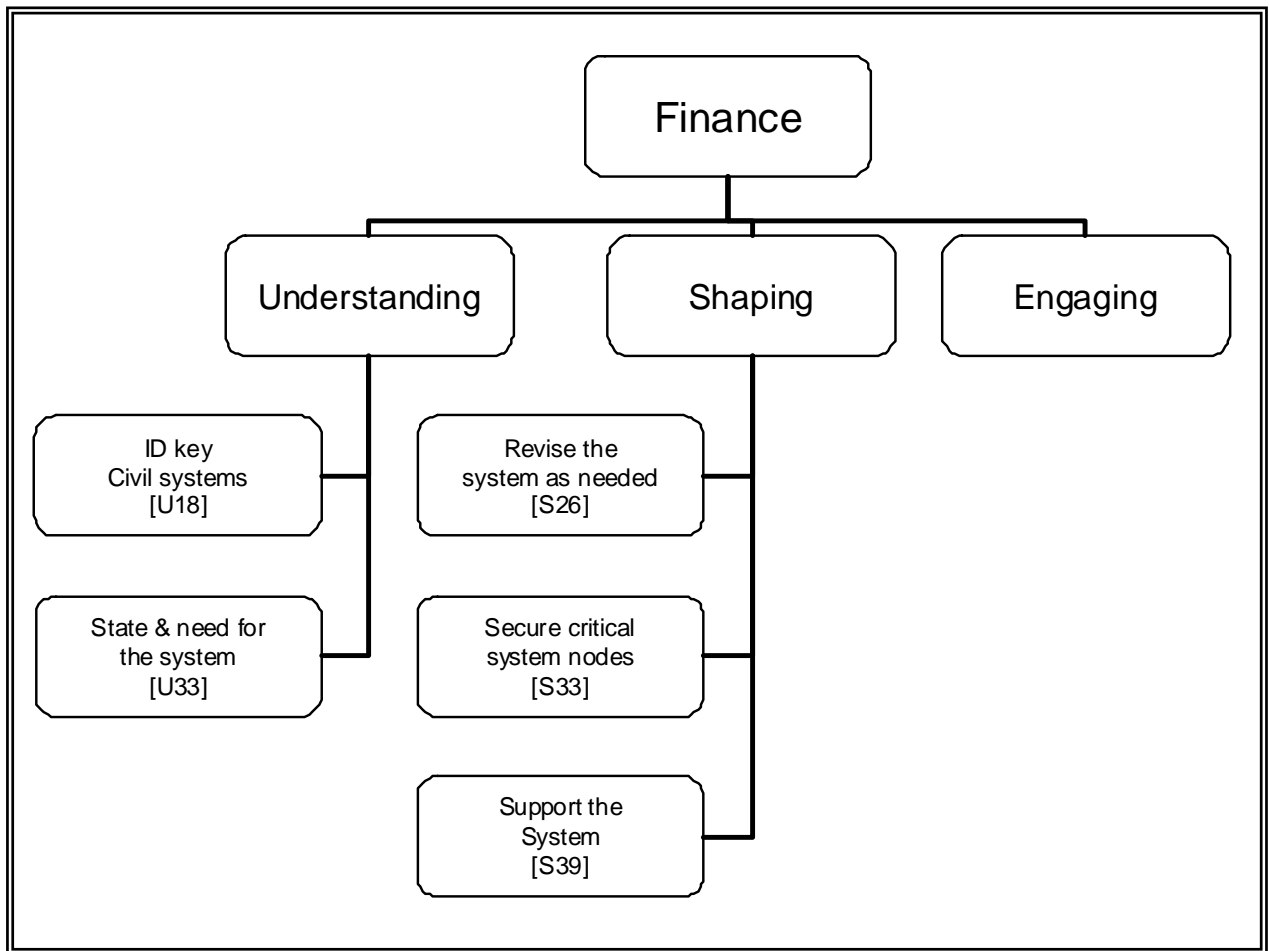 Finance
Understanding
Shaping
Engaging
ID key
Civil systems
[U18]
Revise the
system as needed
[S26]
State & need for
the system
[U33]
Secure critical
system nodes
[S33]
Support the
System
[S39]